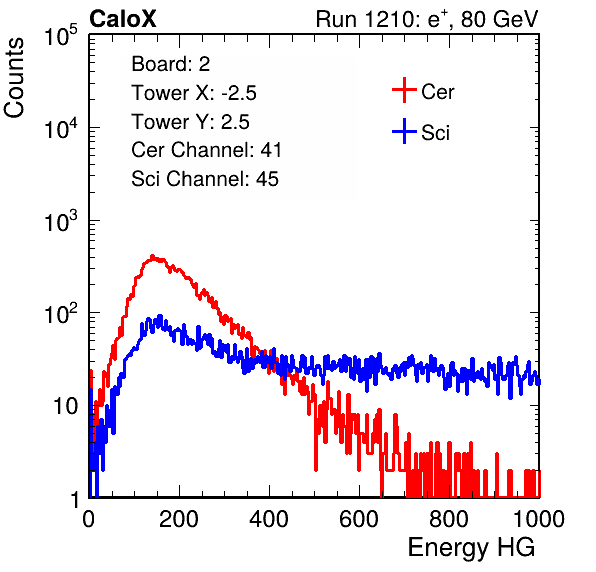 CaloX Run 1210: e⁺, 80 GeV
Counts
10⁵
10⁴
10³
10²
10
1
Board: 2
Tower X: -2.5
Tower Y: 2.5
Cer Channel: 41
Sci Channel: 45
Cer
Sci
0 200 400 600 800 1000
Energy HG